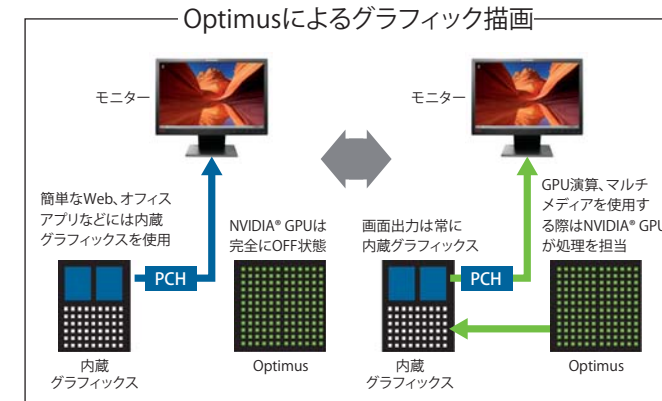 Optimusによるグラフィック描画
モニター
簡単なWeb、オフィス
アプリなどには内蔵
グラフィックスを使用
NVIDIA® GPUは
完全にOFF状態
PCH
内蔵
グラフィックス
Optimus
モニター
画面出力は常に
内蔵グラフィックス
GPU演算、マルチ
メディアを使用す
る際はNVIDIA® GPU
が処理を担当
PCH
内蔵
グラフィックス
Optimus